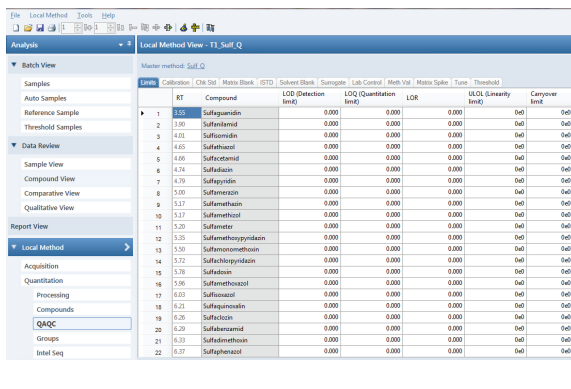 File Local Method Tools Help
Analysis
Local Method View - T1_Sulf_Q
Batch View
Samples
Auto Samples
Reference Sample
Threshold Samples
Data Review
Sample View
Compound View
Comparative View
Qualitative View
Report View
Local Method
Acquisition
Quantitation
Processing
Compounds
QAQC
Groups
Intel Seq
Master method: Sulf_Q
Limits Calibration Chk Std Matrix Blank ISTD Solvent Blank Surrogate Lab Control Meth Val Matrix Spike Tune Threshold
RT Compound LOD (Detection limit) LOQ (Quantitation limit) LOR ULOL (Linearity limit) Carryover limit
1 3.55 Sulfaguanidin 0.000 0.000 0.000 0e0 0e0
2 3.90 Sulfanilamid 0.000 0.000 0.000 0e0 0e0
3 4.01 Sulfisomidin 0.000 0.000 0.000 0e0 0e0
4 4.65 Sulfathiazol 0.000 0.000 0.000 0e0 0e0
5 4.66 Sulfacetamid 0.000 0.000 0.000 0e0 0e0
6 4.74 Sulfadiazin 0.000 0.000 0.000 0e0 0e0
7 4.79 Sulfapyridin 0.000 0.000 0.000 0e0 0e0
8 5.00 Sulfamerazin 0.000 0.000 0.000 0e0 0e0
9 5.17 Sulfamethazin 0.000 0.000 0.000 0e0 0e0
10 5.17 Sulfamethizol 0.000 0.000 0.000 0e0 0e0
11 5.20 Sulfameter 0.000 0.000 0.000 0e0 0e0
12 5.35 Sulfamethoxypyridazin 0.000 0.000 0.000 0e0 0e0
13 5.50 Sulfamonomethoxin 0.000 0.000 0.000 0e0 0e0
14 5.72 Sulfachlorpyridazin 0.000 0.000 0.000 0e0 0e0
15 5.78 Sulfadoxin 0.000 0.000 0.000 0e0 0e0
16 5.96 Sulfamethoxazol 0.000 0.000 0.000 0e0 0e0
17 6.03 Sulfisoxazol 0.000 0.000 0.000 0e0 0e0
18 6.21 Sulfaquinoxalin 0.000 0.000 0.000 0e0 0e0
19 6.26 Sulfaclozin 0.000 0.000 0.000 0e0 0e0
20 6.29 Sulfabenzamid 0.000 0.000 0.000 0e0 0e0
21 6.33 Sulfadimethoxin 0.000 0.000 0.000 0e0 0e0
22 6.37 Sulfaphenazol 0.000 0.000 0.000 0e0 0e0